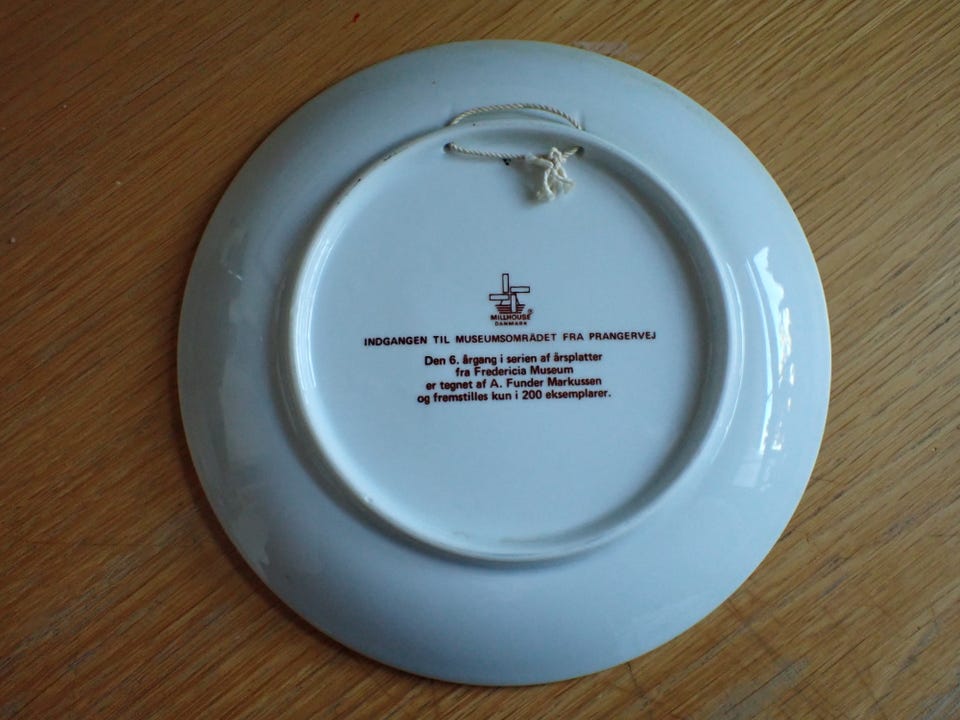 MILLHOUSE
DANMARK
INDGANGEN TIL MUSEUMSOMRÅDET FRA PRANGERVEJ
Den 6. årgang i serien af årsplatter
fra Fredericia Museum
er tegnet af A. Funder Markussen
og fremstilles kun i 200 eksemplarer.